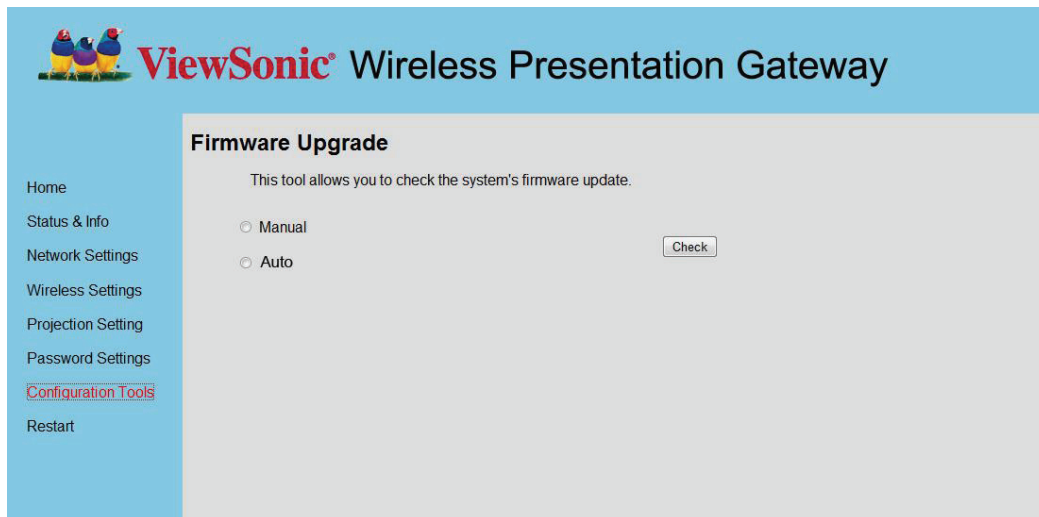 ViewSonic® Wireless Presentation Gateway
Firmware Upgrade
This tool allows you to check the system's firmware update.
Manual
Auto
Check
Home
Status & Info
Network Settings
Wireless Settings
Projection Setting
Password Settings
Configuration Tools
Restart